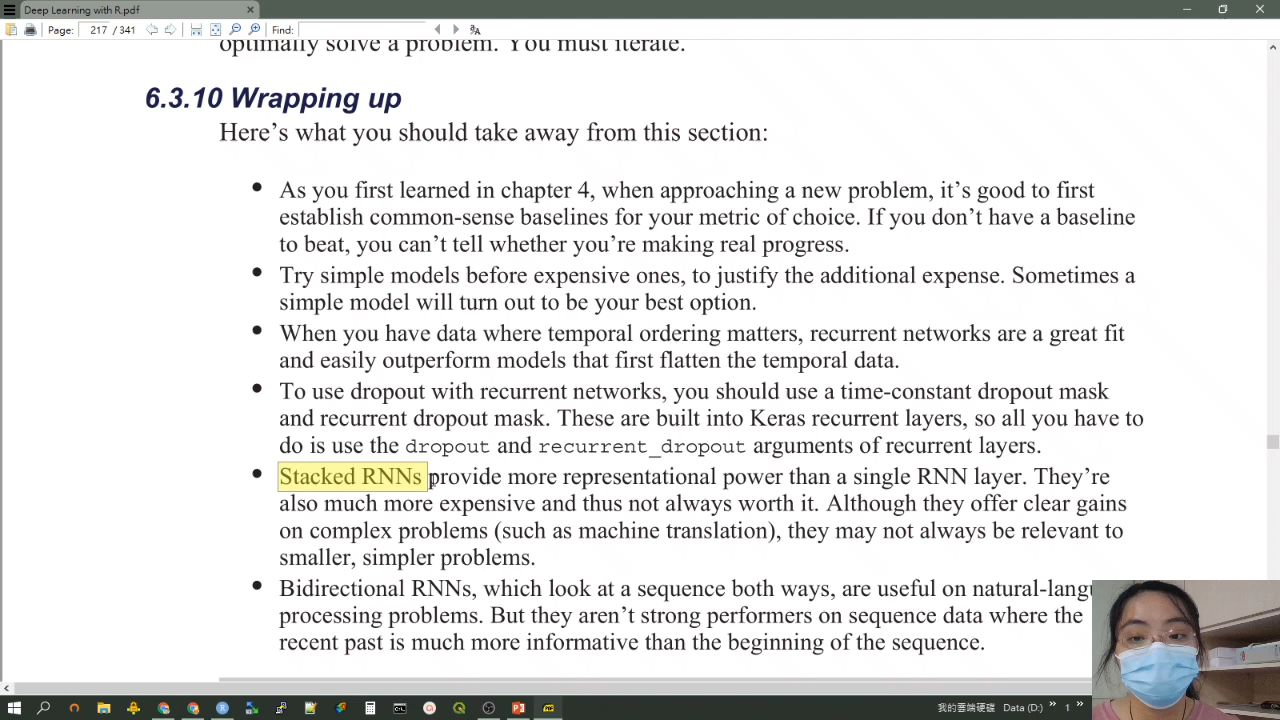 Deep Learning with R.pdf
Page: 217 / 341 Find:
optimally solve a problem. You must iterate.
6.3.10 Wrapping up
Here’s what you should take away from this section:
• As you first learned in chapter 4, when approaching a new problem, it’s good to first
establish common-sense baselines for your metric of choice. If you don’t have a baseline
to beat, you can’t tell whether you’re making real progress.
• Try simple models before expensive ones, to justify the additional expense. Sometimes a
simple model will turn out to be your best option.
• When you have data where temporal ordering matters, recurrent networks are a great fit
and easily outperform models that first flatten the temporal data.
• To use dropout with recurrent networks, you should use a time-constant dropout mask
and recurrent dropout mask. These are built into Keras recurrent layers, so all you have to
do is use the dropout and recurrent_dropout arguments of recurrent layers.
• Stacked RNNs provide more representational power than a single RNN layer. They’re
also much more expensive and thus not always worth it. Although they offer clear gains
on complex problems (such as machine translation), they may not always be relevant to
smaller, simpler problems.
• Bidirectional RNNs, which look at a sequence both ways, are useful on natural-langu
processing problems. But they aren’t strong performers on sequence data where the
recent past is much more informative than the beginning of the sequence.
我的雲端硬碟 Data (D:) 1